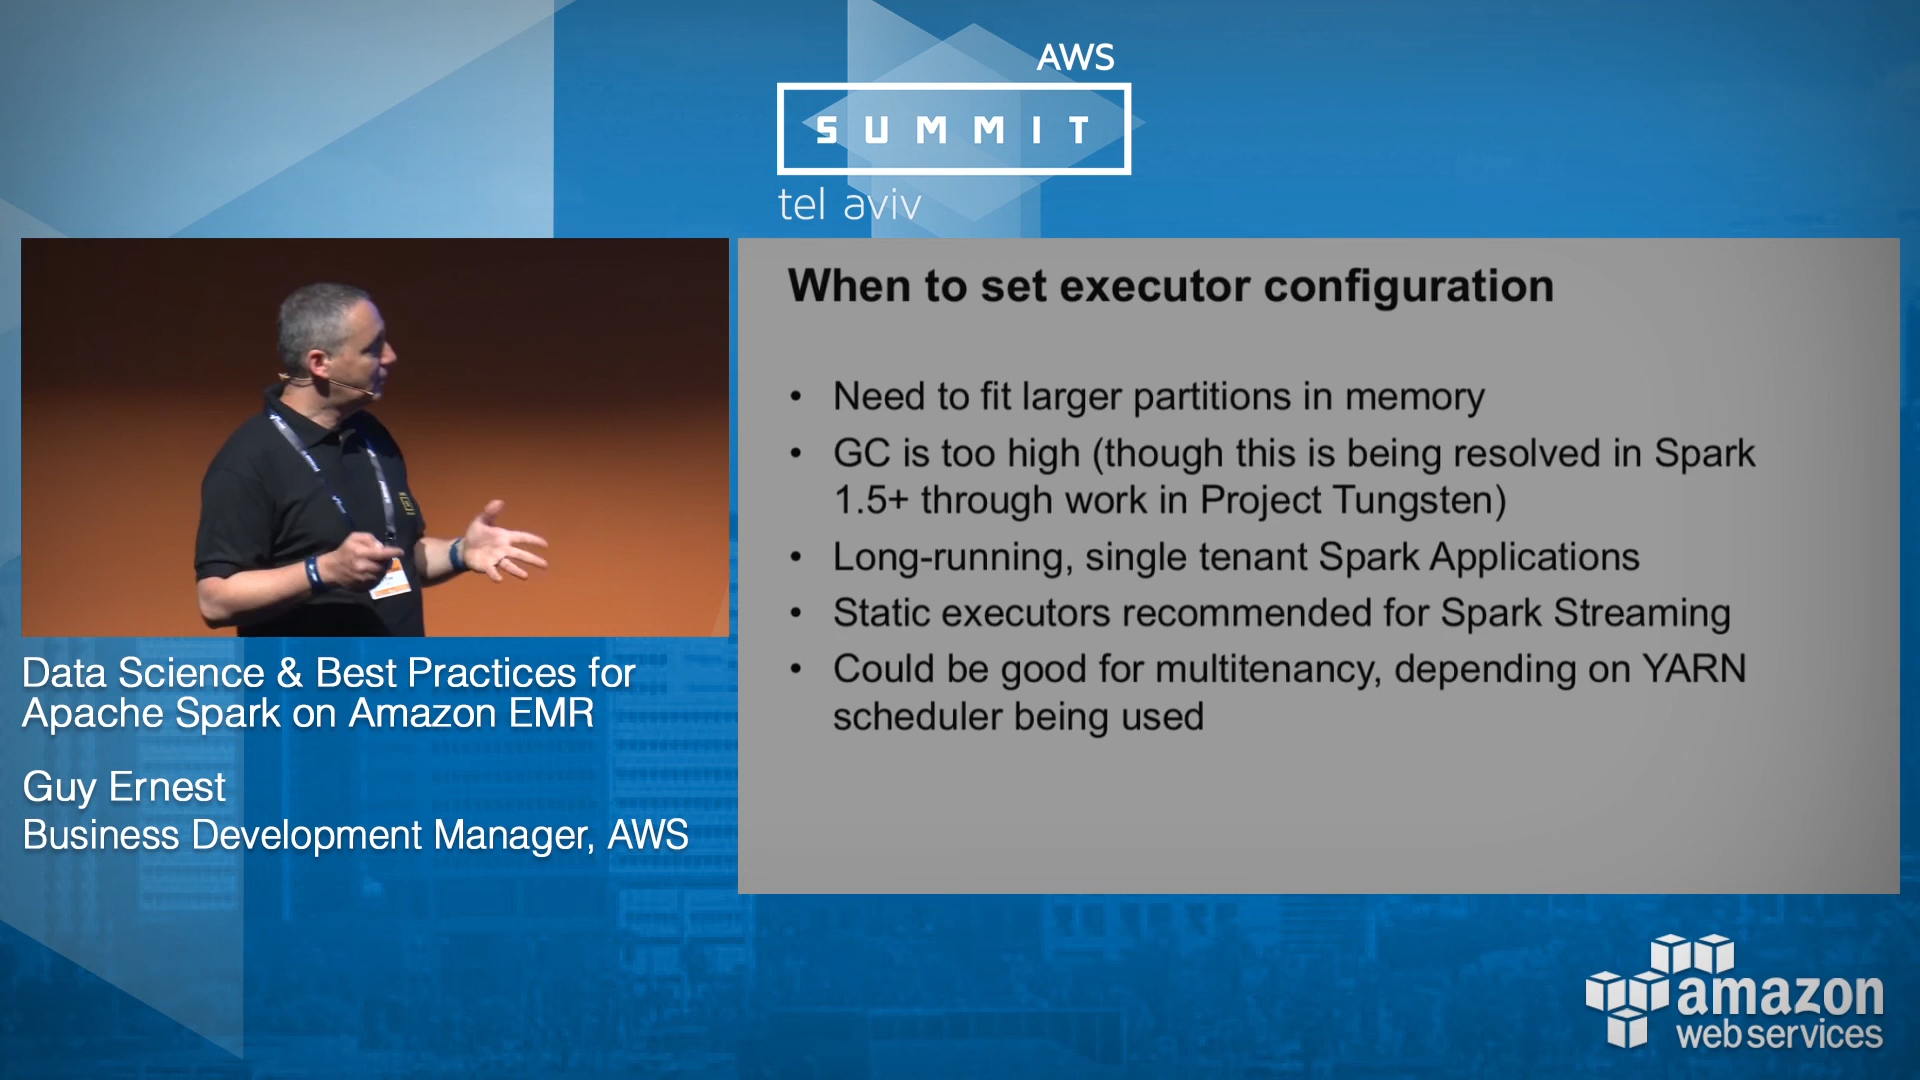 AWS
SUMMIT
tel aviv
When to set executor configuration
• Need to fit larger partitions in memory
• GC is too high (though this is being resolved in Spark
1.5+ through work in Project Tungsten)
• Long-running, single tenant Spark Applications
• Static executors recommended for Spark Streaming
• Could be good for multitenancy, depending on YARN
scheduler being used
Data Science & Best Practices for
Apache Spark on Amazon EMR
Guy Ernest
Business Development Manager, AWS
amazon
web services